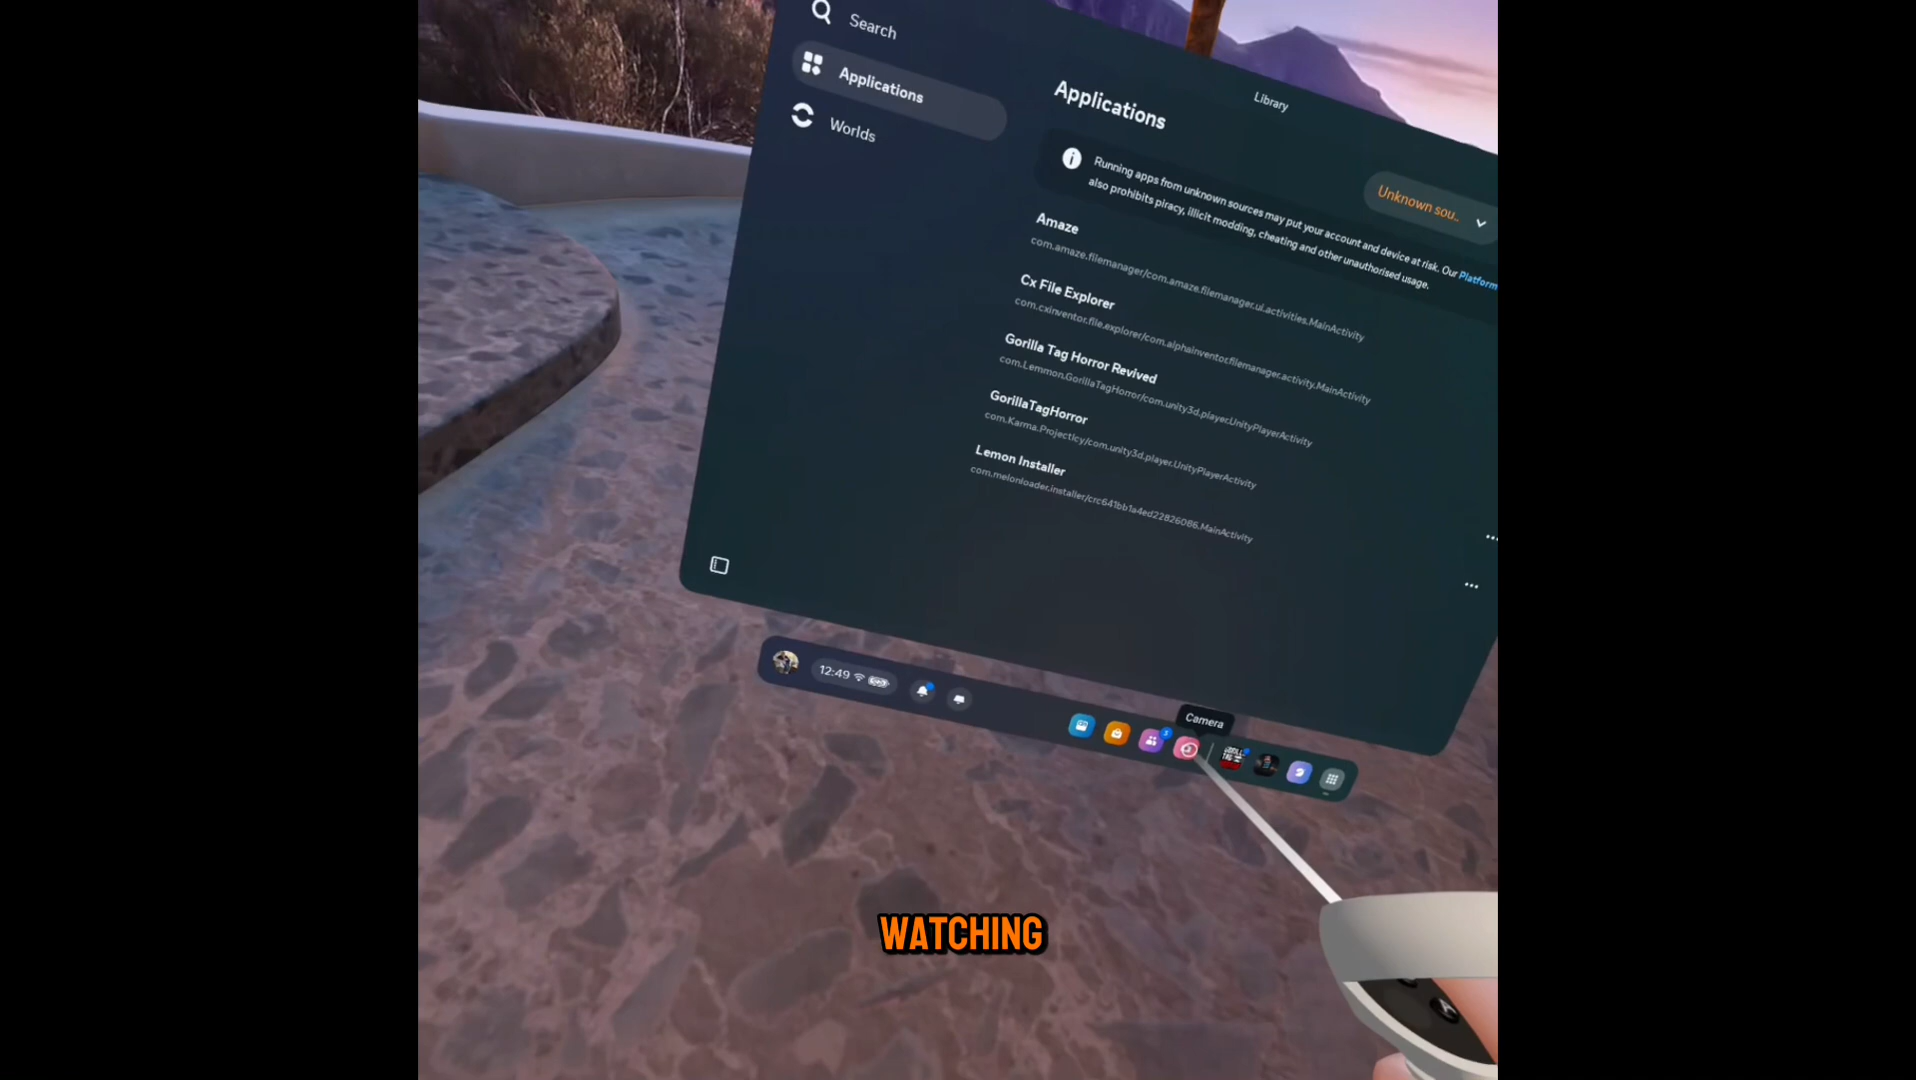 Search
Applications
Worlds
Library
Applications
Unknown sou..
Running apps from unknown sources may put your account and device at risk. Our Platform
also prohibits piracy, illicit modding, cheating and other unauthorised usage.
Amaze
com.amaze.filemanager/com.amaze.filemanager.ui.activities.MainActivity
Cx File Explorer
com.cxinventor.file.explorer/com.alphainventor.filemanager.activity.MainActivity
Gorilla Tag Horror Revived
com.Lemmon.GorillaTagHorror/com.unity3d.player.UnityPlayerActivity
GorillaTagHorror
com.Karma.ProjectIcy/com.unity3d.player.UnityPlayerActivity
Lemon Installer
com.melonloader.installer/crc641bb1a4ed22826086.MainActivity
12:49
3
Camera
WATCHING